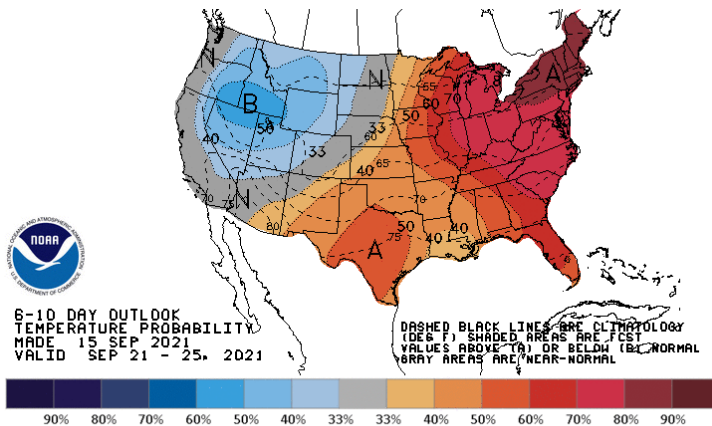 A
N
N
A
B
55
60
70
50
50
33
60
40
33
65
40
70
75
N
70
80
50
75
40
40
A
NATIONAL OCEANIC AND ATMOSPHERIC ADMINISTRATION
NOAA
U.S. DEPARTMENT OF COMMERCE
6-10 DAY OUTLOOK
TEMPERATURE PROBABILITY
MADE 15 SEP 2021
VALID SEP 21 - 25, 2021
DASHED BLACK LINES ARE CLIMATOLOGY
(DEG F) SHADED AREAS ARE FCST
VALUES ABOVE (A) OR BELOW (B) NORMAL
GRAY AREAS ARE NEAR-NORMAL
90% 80% 70% 60% 50% 40% 33% 33% 40% 50% 60% 70% 80% 90%